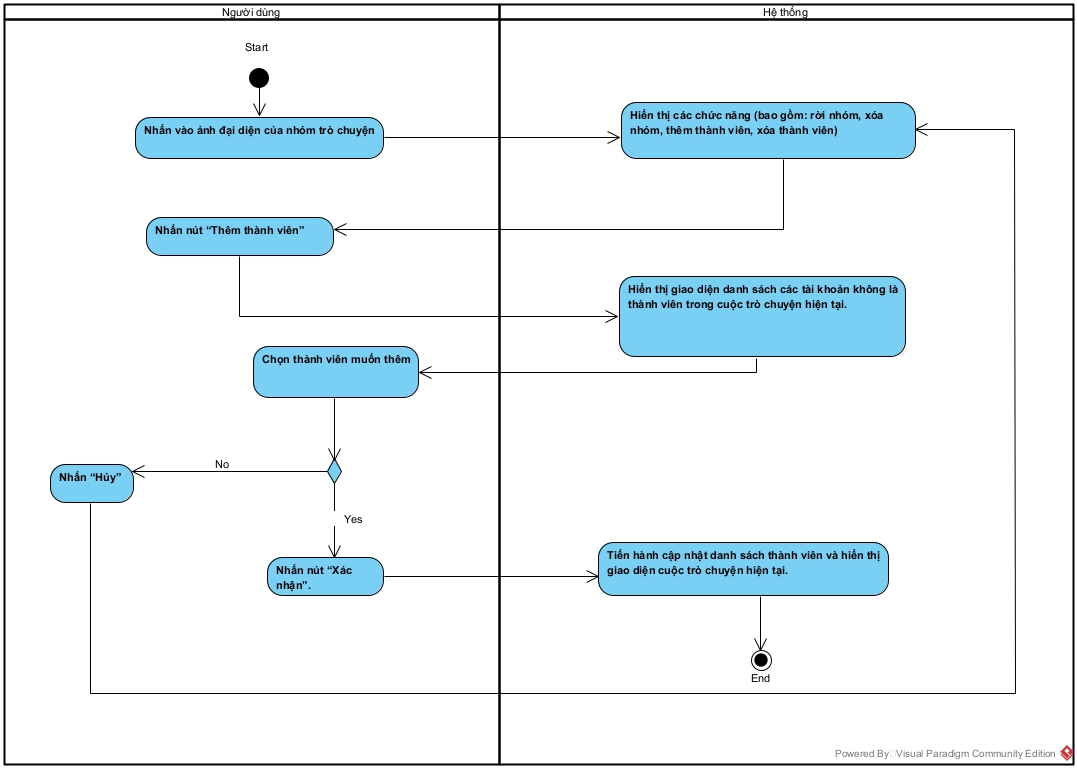 Người dùng
Hệ thống
Start
Nhấn vào ảnh đại diện của nhóm trò chuyện
Hiển thị các chức năng (bao gồm: rời nhóm, xóa
nhóm, thêm thành viên, xóa thành viên)
Nhấn nút “Thêm thành viên”
Hiển thị giao diện danh sách các tài khoản không là
thành viên trong cuộc trò chuyện hiện tại.
Chọn thành viên muốn thêm
No
Nhấn “Hủy”
Yes
Nhấn nút “Xác
nhận”.
Tiến hành cập nhật danh sách thành viên và hiển thị
giao diện cuộc trò chuyện hiện tại.
End
Powered By Visual Paradigm Community Edition